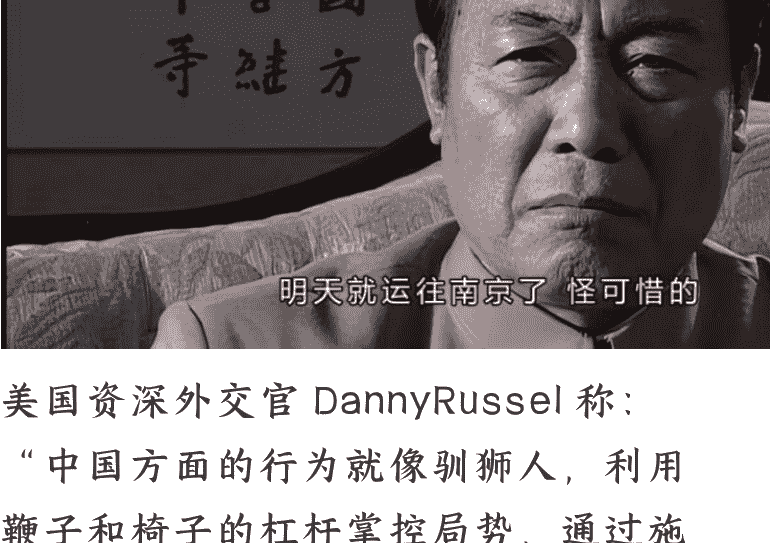 明天就运往南京了 怪可惜的
美国资深外交官 DannyRussel 称：
“中国方面的行为就像驯狮人，利用
鞭子和椅子的杠杆掌控局势，通过施